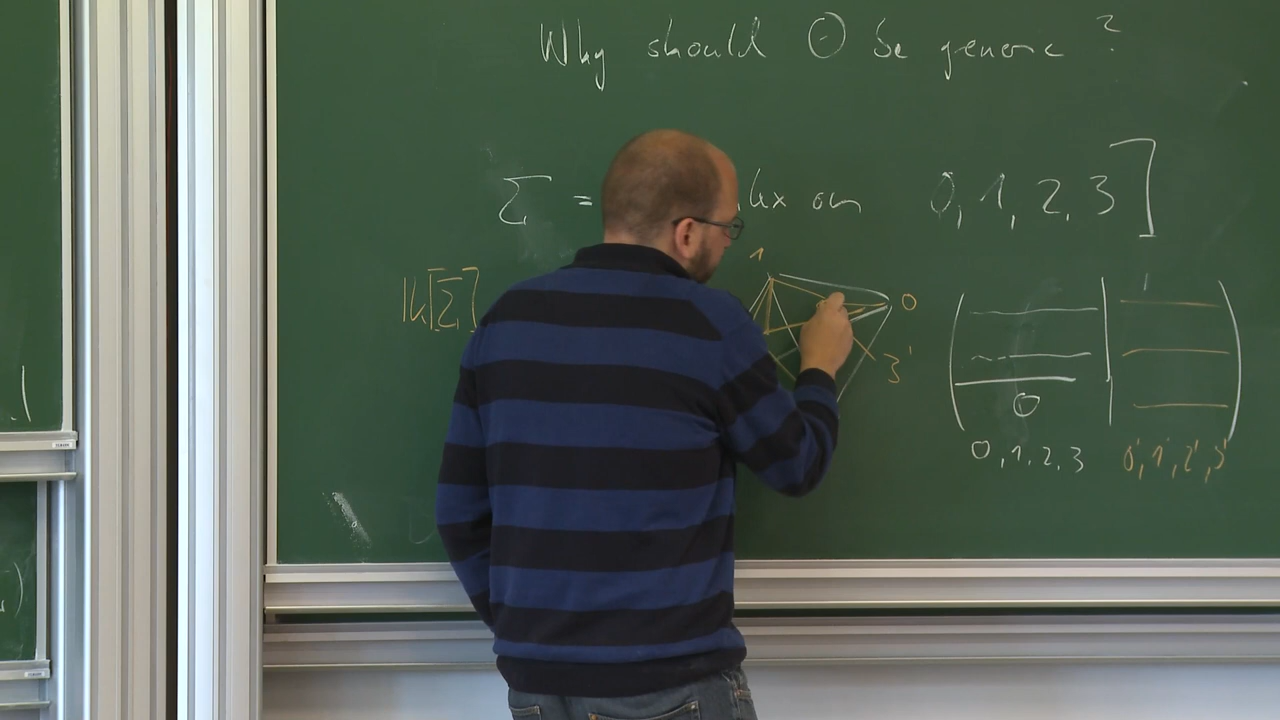 Why should Θ be generic ?
Σ = on 0, 1, 2, 3 ]
1
|k[Σ]
0
3'
0
0, 1, 2, 3 0', 1', 2', 3'